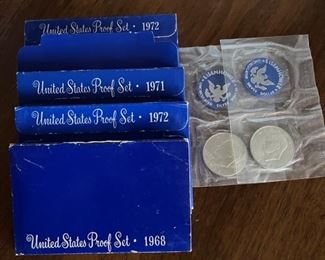 United States Proof Set · 1972
United States Proof Set · 1971
United States Proof Set · 1972
United States Proof Set · 1968